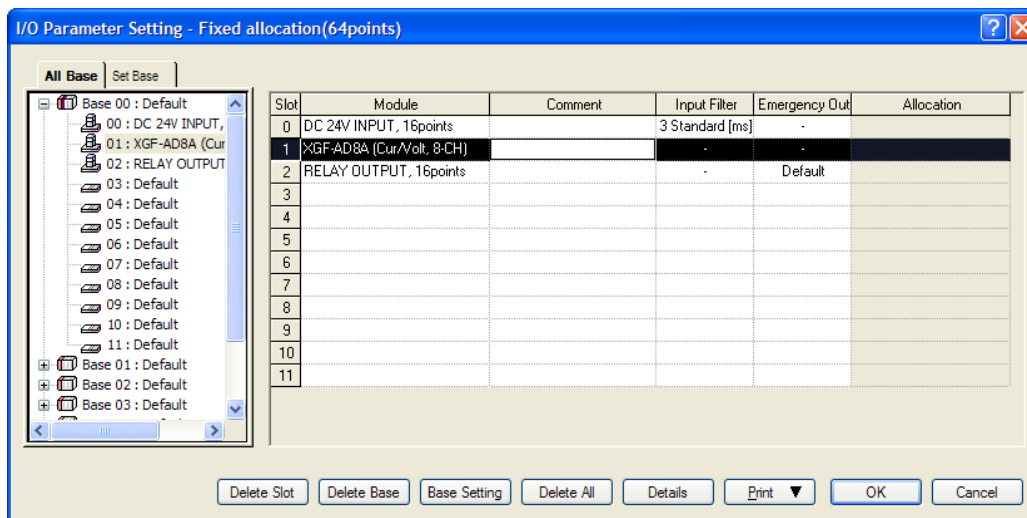 I/O Parameter Setting - Fixed allocation(64points)
All Base Set Base
Base 00 : Default
00 : DC 24V INPUT,
01 : XGF-AD8A (Cur
02 : RELAY OUTPUT
03 : Default
04 : Default
05 : Default
06 : Default
07 : Default
08 : Default
09 : Default
10 : Default
11 : Default
Base 01 : Default
Base 02 : Default
Base 03 : Default
Slot Module Comment Input Filter Emergency Out Allocation
0 DC 24V INPUT, 16points 3 Standard [ms] -
1 XGF-AD8A (Cur/Volt, 8-CH) - -
2 RELAY OUTPUT, 16points - Default
3
4
5
6
7
8
9
10
11
Delete Slot Delete Base Base Setting Delete All Details Print ▼ OK Cancel